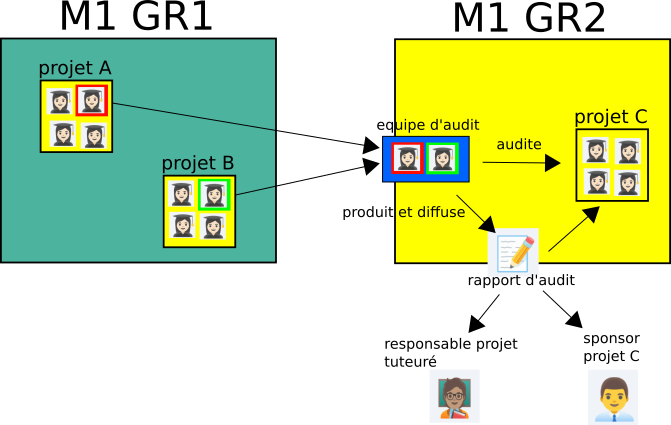 M1 GR1
M1 GR2
projet A
projet B
equipe d'audit
audite
projet C
produit et diffuse
rapport d'audit
responsable projet
tuteuré
sponsor
projet C